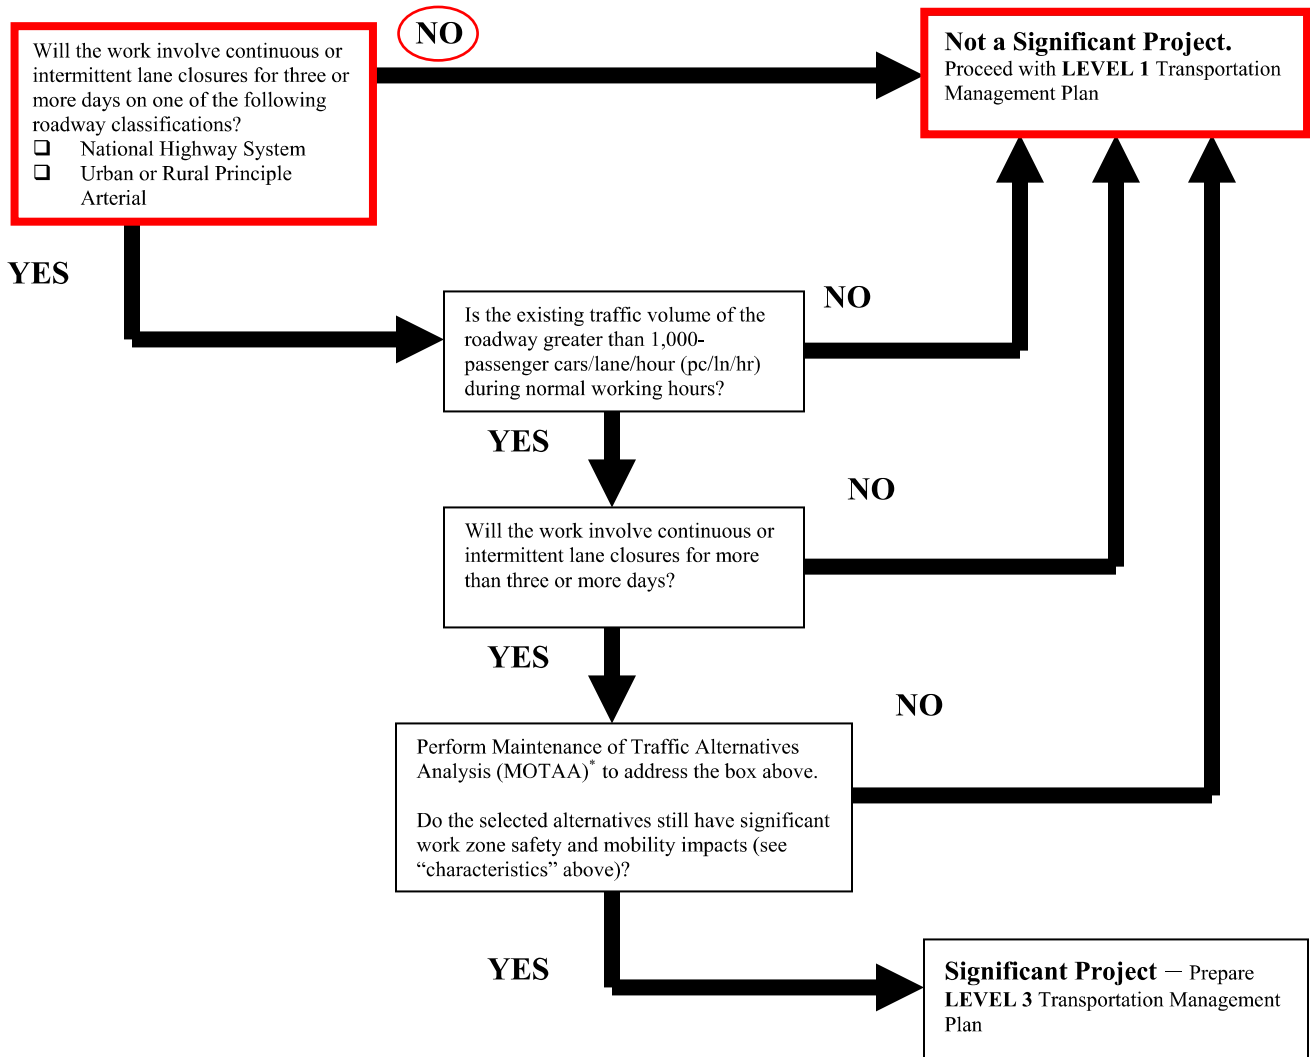 Will the work involve continuous or
intermittent lane closures for three or
more days on one of the following
roadway classifications?
❑ National Highway System
❑ Urban or Rural Principle
Arterial
NO
Not a Significant Project.
Proceed with LEVEL 1 Transportation
Management Plan
YES
Is the existing traffic volume of the
roadway greater than 1,000-
passenger cars/lane/hour (pc/ln/hr)
during normal working hours?
NO
YES
Will the work involve continuous or
intermittent lane closures for more
than three or more days?
NO
YES
Perform Maintenance of Traffic Alternatives
Analysis (MOTAA)* to address the box above.
Do the selected alternatives still have significant
work zone safety and mobility impacts (see
“characteristics” above)?
NO
YES
Significant Project – Prepare
LEVEL 3 Transportation Management
Plan